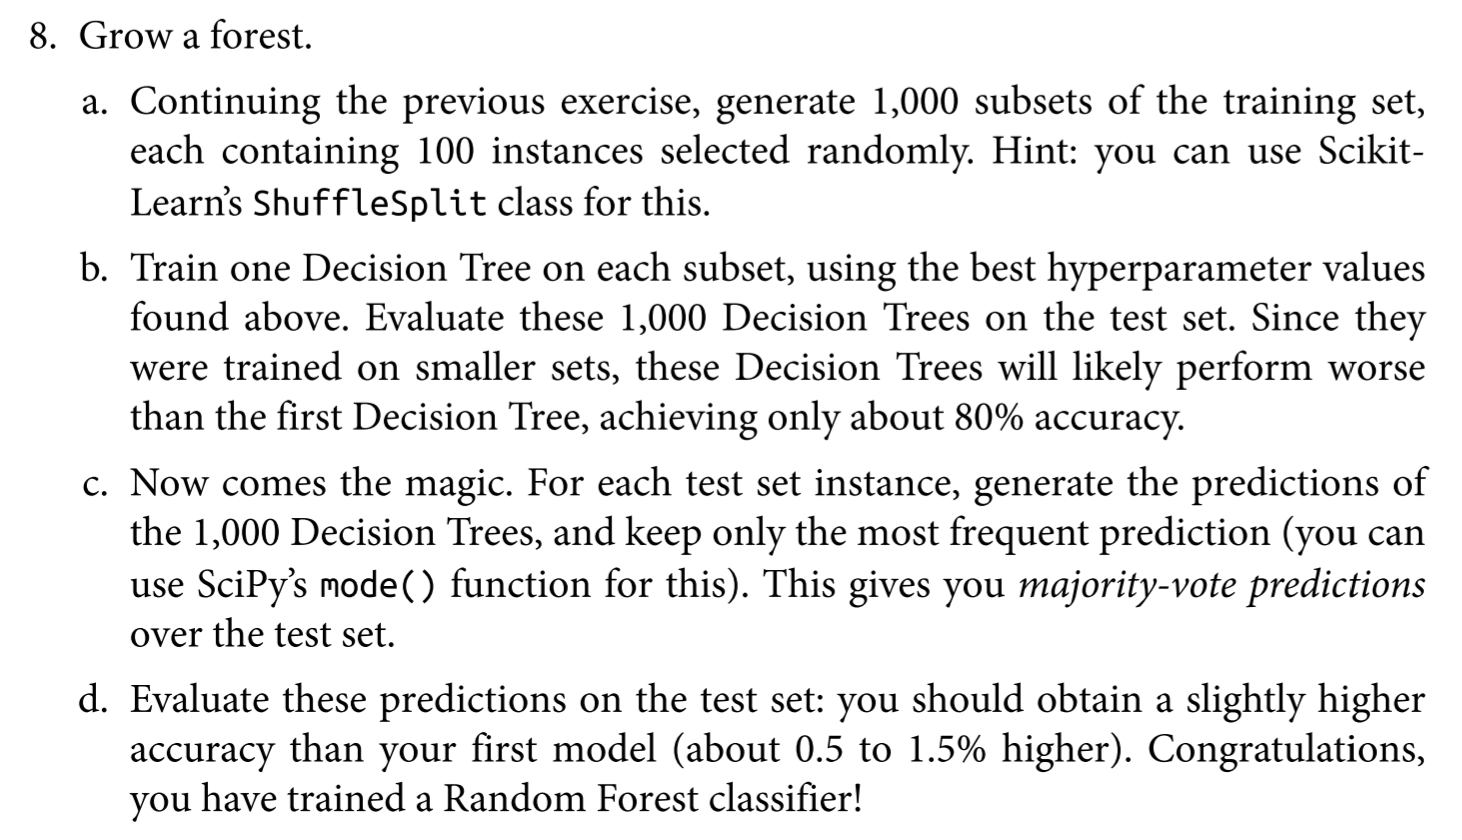 8. Grow a forest.
a. Continuing the previous exercise, generate 1,000 subsets of the training set,
each containing 100 instances selected randomly. Hint: you can use Scikit-
Learn’s ShuffleSplit class for this.
b. Train one Decision Tree on each subset, using the best hyperparameter values
found above. Evaluate these 1,000 Decision Trees on the test set. Since they
were trained on smaller sets, these Decision Trees will likely perform worse
than the first Decision Tree, achieving only about 80% accuracy.
c. Now comes the magic. For each test set instance, generate the predictions of
the 1,000 Decision Trees, and keep only the most frequent prediction (you can
use SciPy’s mode() function for this). This gives you majority-vote predictions
over the test set.
d. Evaluate these predictions on the test set: you should obtain a slightly higher
accuracy than your first model (about 0.5 to 1.5% higher). Congratulations,
you have trained a Random Forest classifier!